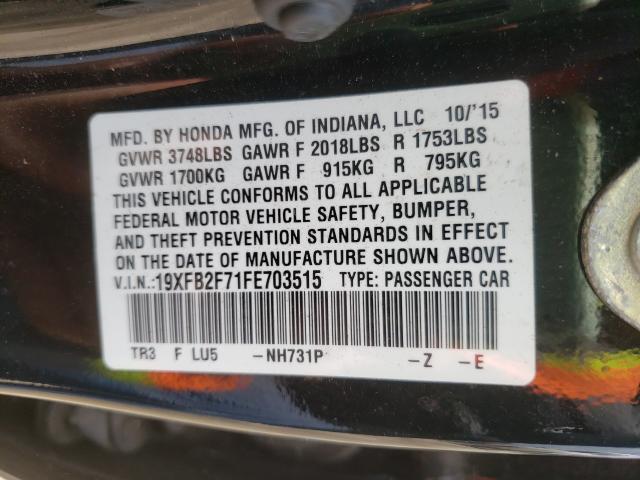 MFD. BY HONDA MFG. OF INDIANA, LLC 10/'15
GVWR 3748LBS GAWR F 2018LBS R 1753LBS
GVWR 1700KG GAWR F 915KG R 795KG
THIS VEHICLE CONFORMS TO ALL APPLICABLE
FEDERAL MOTOR VEHICLE SAFETY, BUMPER,
AND THEFT PREVENTION STANDARDS IN EFFECT
ON THE DATE OF MANUFACTURE SHOWN ABOVE.
V.I.N.:19XFB2F71FE703515 TYPE: PASSENGER CAR
TR3 F LU5 -NH731P -Z -E